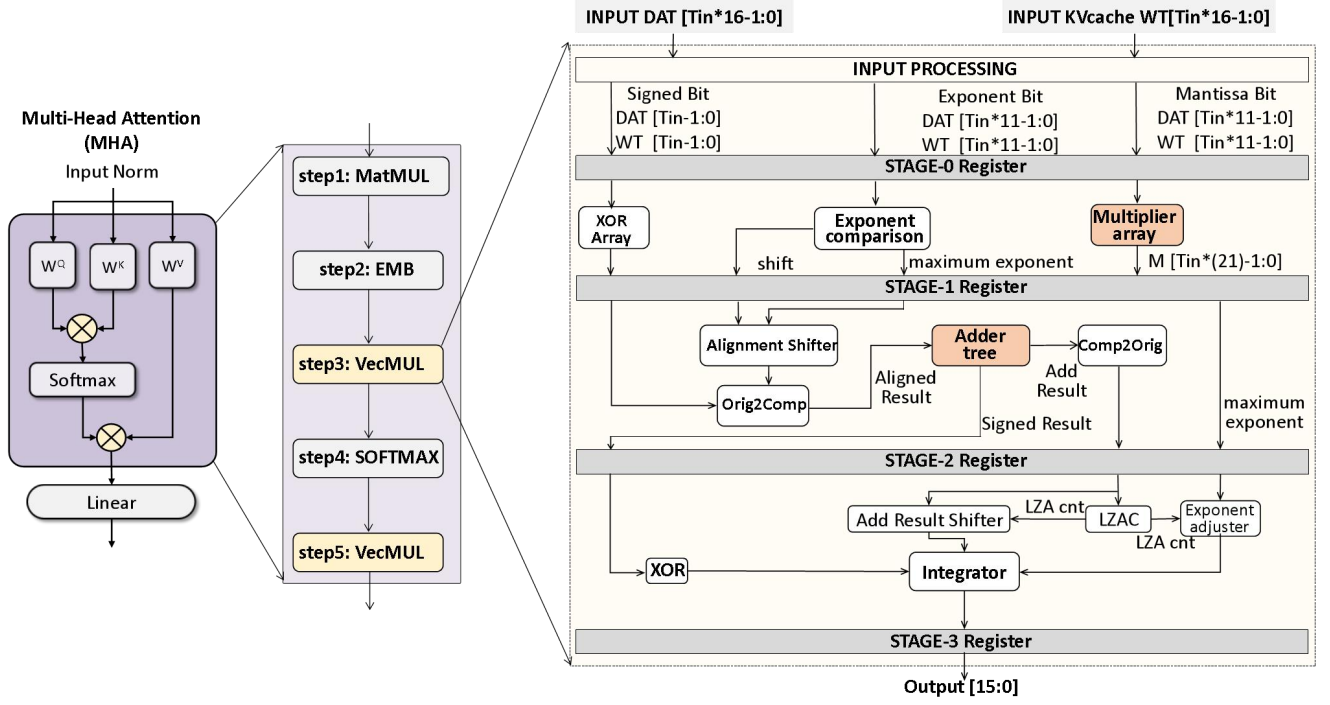 Multi-Head Attention
(MHA)
Input Norm
W^Q
W^K
W^V
Softmax
Linear
step1: MatMUL
step2: EMB
step3: VecMUL
step4: SOFTMAX
step5: VecMUL
INPUT DAT [Tin*16-1:0]
INPUT KVcache WT[Tin*16-1:0]
INPUT PROCESSING
Signed Bit
DAT [Tin-1:0]
WT [Tin-1:0]
Exponent Bit
DAT [Tin*11-1:0]
WT [Tin*11-1:0]
Mantissa Bit
DAT [Tin*11-1:0]
WT [Tin*11-1:0]
STAGE-0 Register
XOR
Array
Exponent
comparison
Multiplier
array
shift
maximum exponent
M [Tin*(21)-1:0]
STAGE-1 Register
Alignment Shifter
Adder
tree
Comp2Orig
Orig2Comp
Aligned
Result
Add
Result
Signed Result
maximum
exponent
STAGE-2 Register
Add Result Shifter
LZA cnt
LZAC
LZA cnt
Exponent
adjuster
XOR
Integrator
STAGE-3 Register
Output [15:0]